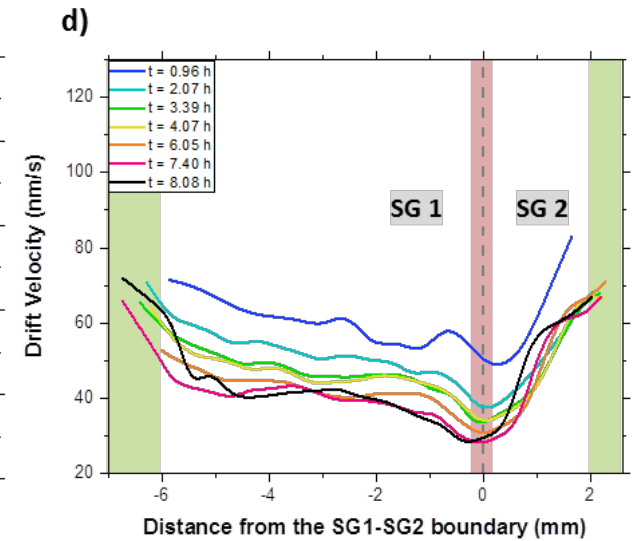 d)
t = 0.96 h
t = 2.07 h
t = 3.39 h
t = 4.07 h
t = 6.05 h
t = 7.40 h
t = 8.08 h
SG 1
SG 2
Drift Velocity (nm/s)
120
100
80
60
40
20
-6 -4 -2 0 2
Distance from the SG1-SG2 boundary (mm)